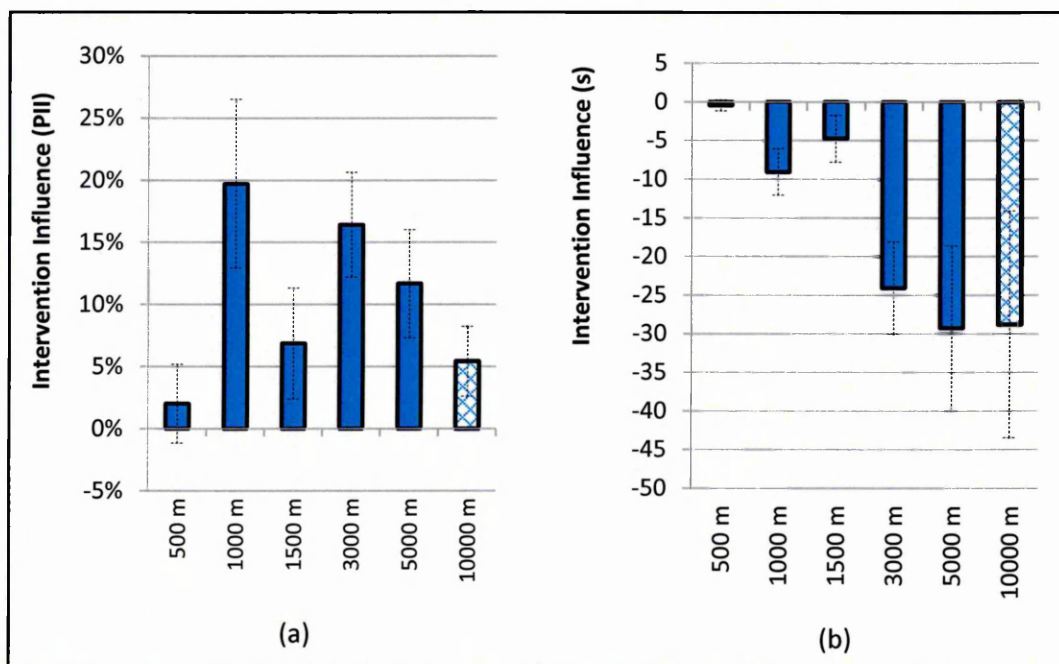 Intervention Influence (PII)
30%
25%
20%
15%
10%
5%
0%
-5%
500 m
1000 m
1500 m
3000 m
5000 m
10000 m
(a)
Intervention Influence (s)
5
0
-5
-10
-15
-20
-25
-30
-35
-40
-45
-50
500 m
1000 m
1500 m
3000 m
5000 m
10000 m
(b)